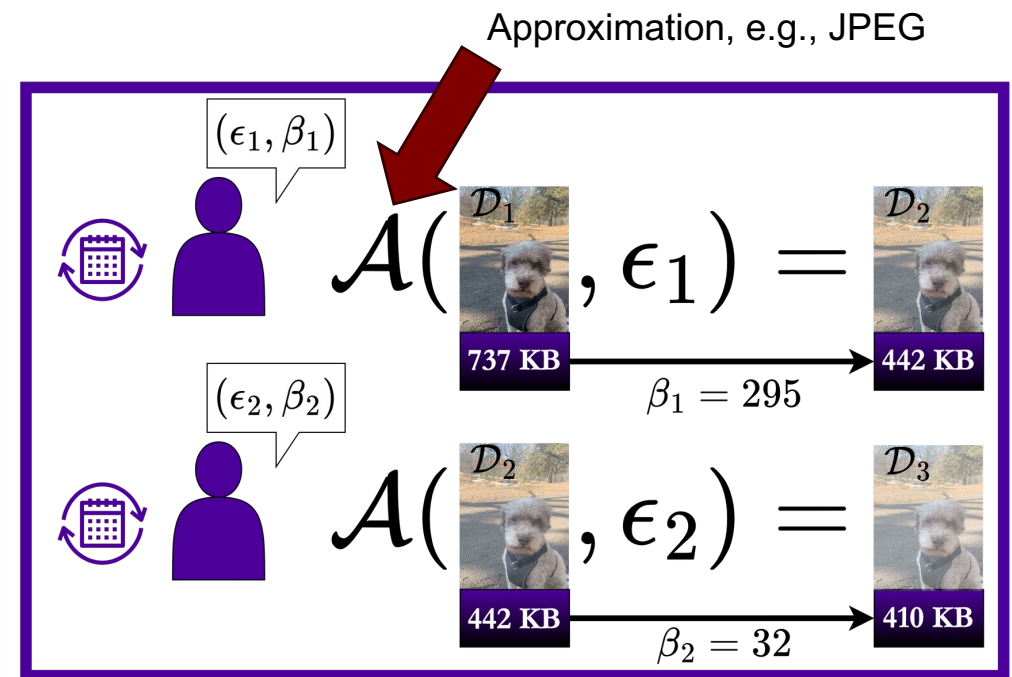 Approximation, e.g., JPEG
(ϵ₁, β₁)
𝒜(𝒟₁, ϵ₁) = 𝒟₂
737 KB 442 KB
β₁ = 295
(ϵ₂, β₂)
𝒜(𝒟₂, ϵ₂) = 𝒟₃
442 KB 410 KB
β₂ = 32